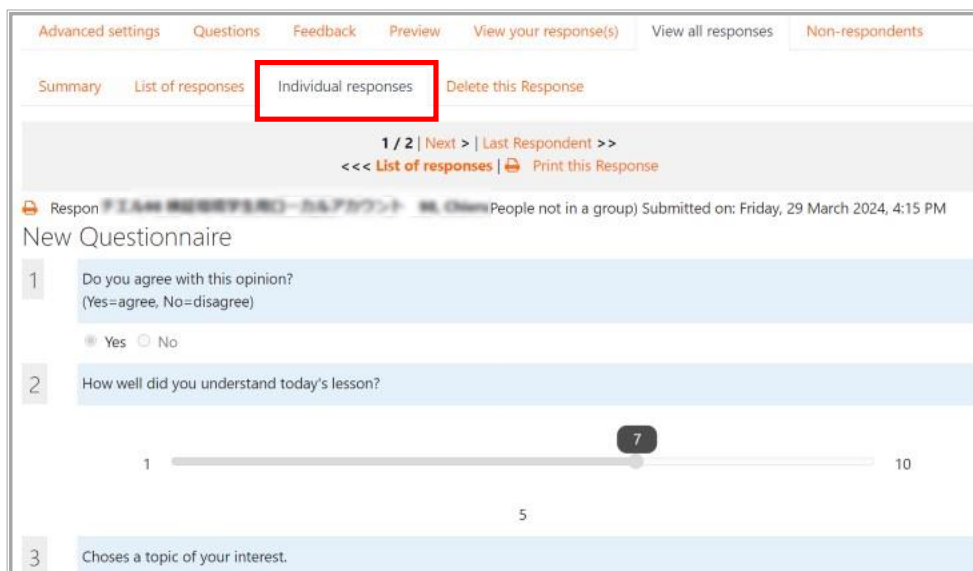 Advanced settings Questions Feedback Preview View your response(s) View all responses Non-respondents
Summary List of responses Individual responses Delete this Response
1 / 2 | Next > | Last Respondent >>
<<< List of responses | Print this Response
Respon People not in a group) Submitted on: Friday, 29 March 2024, 4:15 PM
New Questionnaire
1 Do you agree with this opinion?
(Yes=agree, No=disagree)
Yes No
2 How well did you understand today's lesson?
7
1 10
5
3 Choses a topic of your interest.